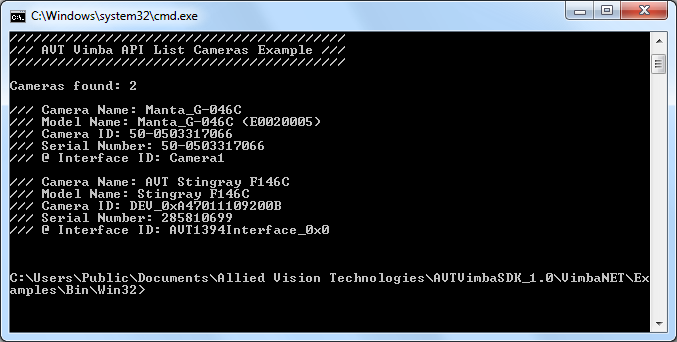 C:\Windows\system32\cmd.exe
//////////////////////////////////////////
/// AVT Vimba API List Cameras Example ///
//////////////////////////////////////////
Cameras found: 2
/// Camera Name: Manta_G-046C
/// Model Name: Manta_G-046C (E0020005)
/// Camera ID: 50-0503317066
/// Serial Number: 50-0503317066
/// @ Interface ID: Camera1
/// Camera Name: AVT Stingray F146C
/// Model Name: Stingray F146C
/// Camera ID: DEV_0xA47011109200B
/// Serial Number: 285810699
/// @ Interface ID: AVT1394Interface_0x0
C:\Users\Public\Documents\Allied Vision Technologies\AVTVimbaSDK_1.0\VimbaNET\Ex
amples\Bin\Win32>